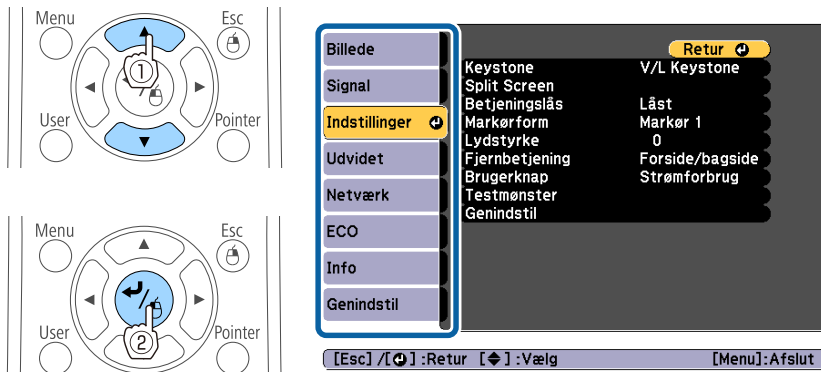 Menu
Esc
1
User
Pointer
Menu
Esc
User
Pointer
2
Billede
Signal
Indstillinger
Udvidet
Netværk
ECO
Info
Genindstil
Retur
Keystone V/L Keystone
Split Screen
Betjeningslås Låst
Markørform Markør 1
Lydstyrke 0
Fjernbetjening Forside/bagside
Brugerknap Strømforbrug
Testmønster
Genindstil
[Esc] /[ ] :Retur [ ] :Vælg [Menu]:Afslut